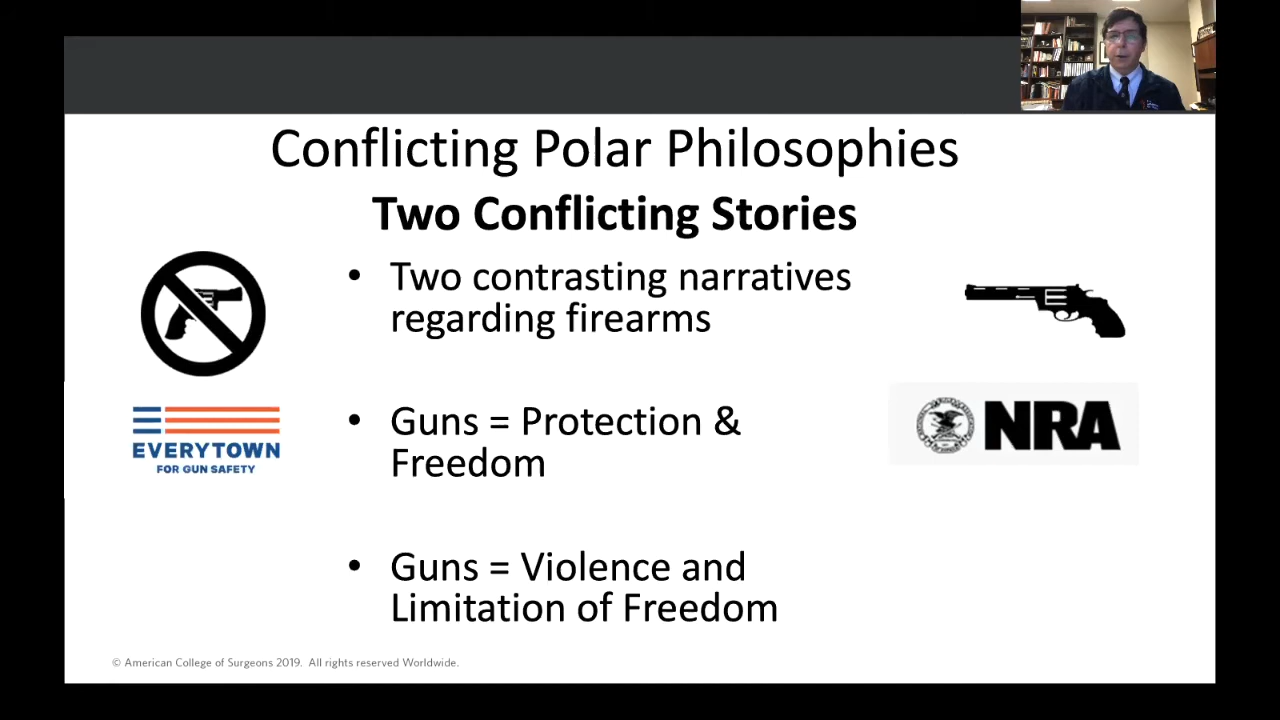 Conflicting Polar Philosophies
Two Conflicting Stories
• Two contrasting narratives
regarding firearms
EVERYTOWN
FOR GUN SAFETY
NRA
• Guns = Protection &
Freedom
• Guns = Violence and
Limitation of Freedom
© American College of Surgeons 2019. All rights reserved Worldwide.